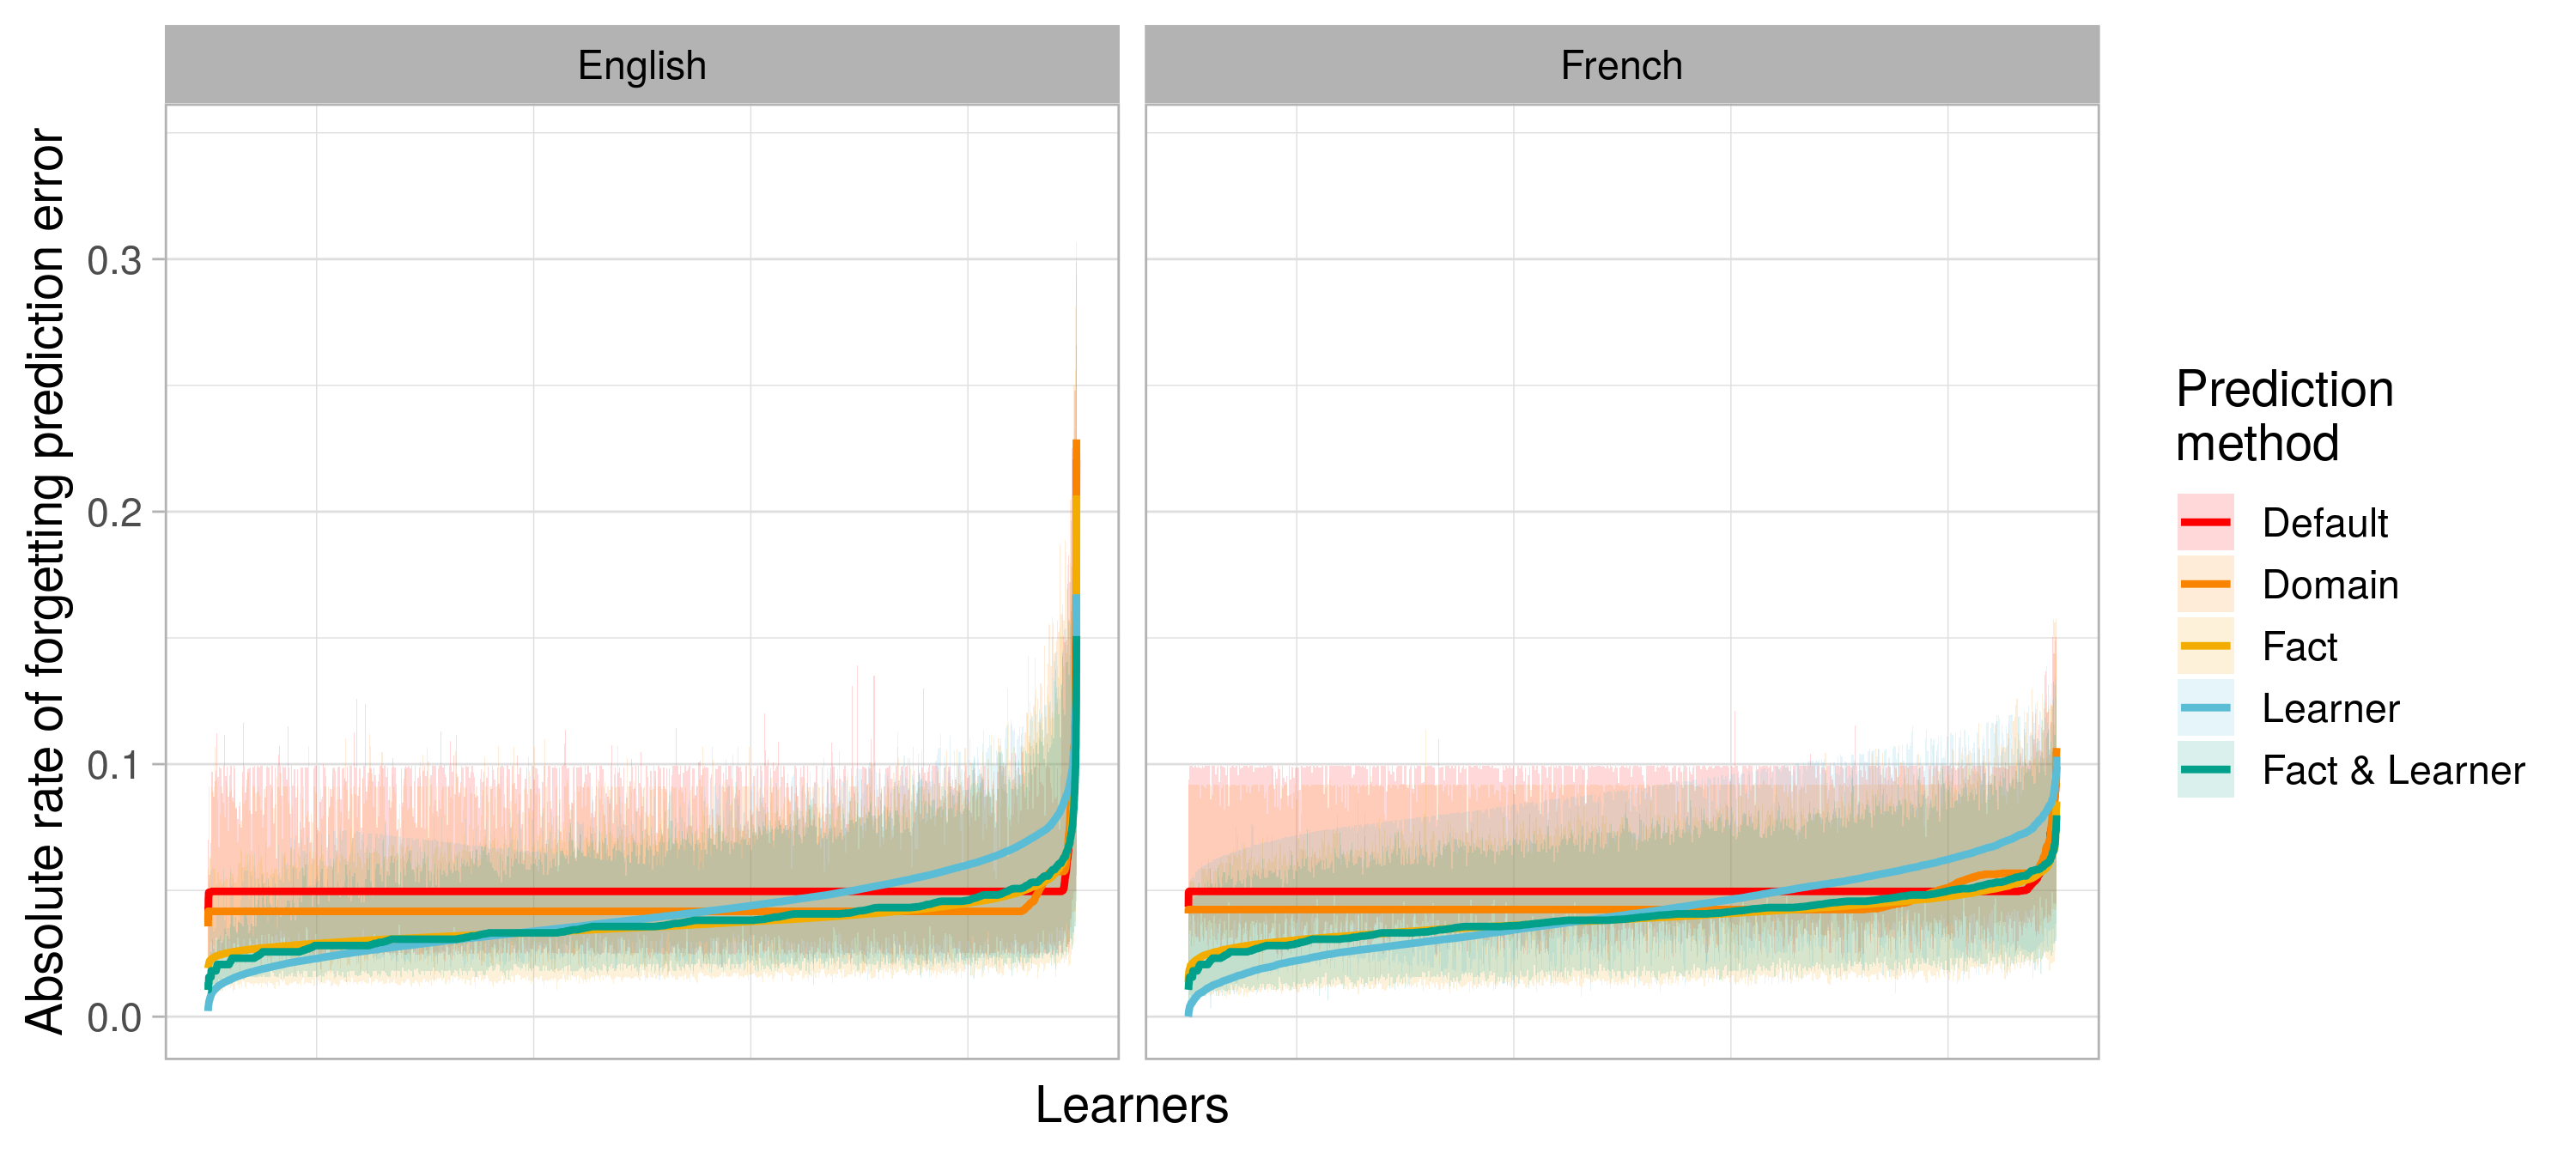 English
French
Absolute rate of forgetting prediction error
0.3
0.2
0.1
0.0
Learners
Prediction
method
Default
Domain
Fact
Learner
Fact & Learner